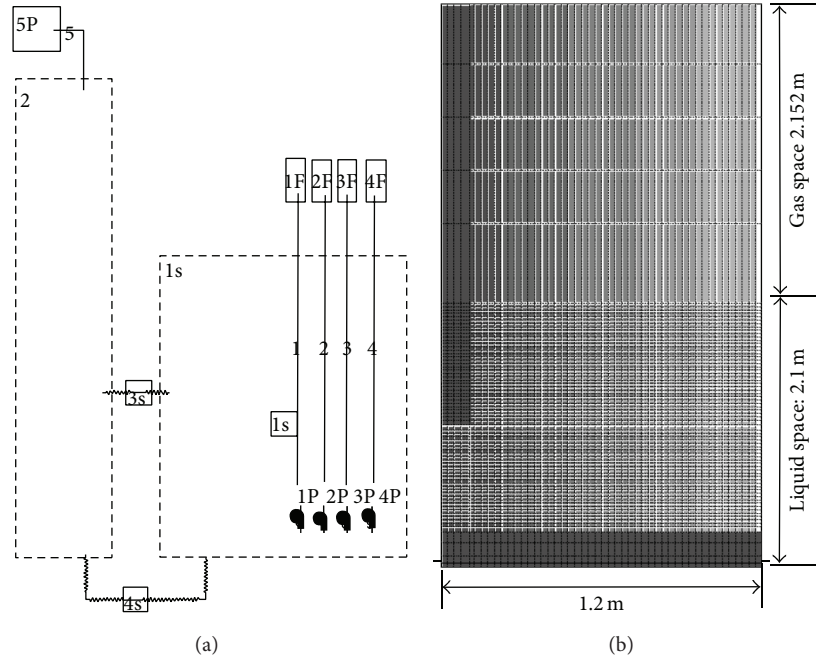 5P
5
2
1F 2F 3F 4F
1s
1 2 3 4
3s
1s
1P 2P 3P 4P
4s
(a)
Gas space 2.152 m
Liquid space: 2.1 m
1.2 m
(b)